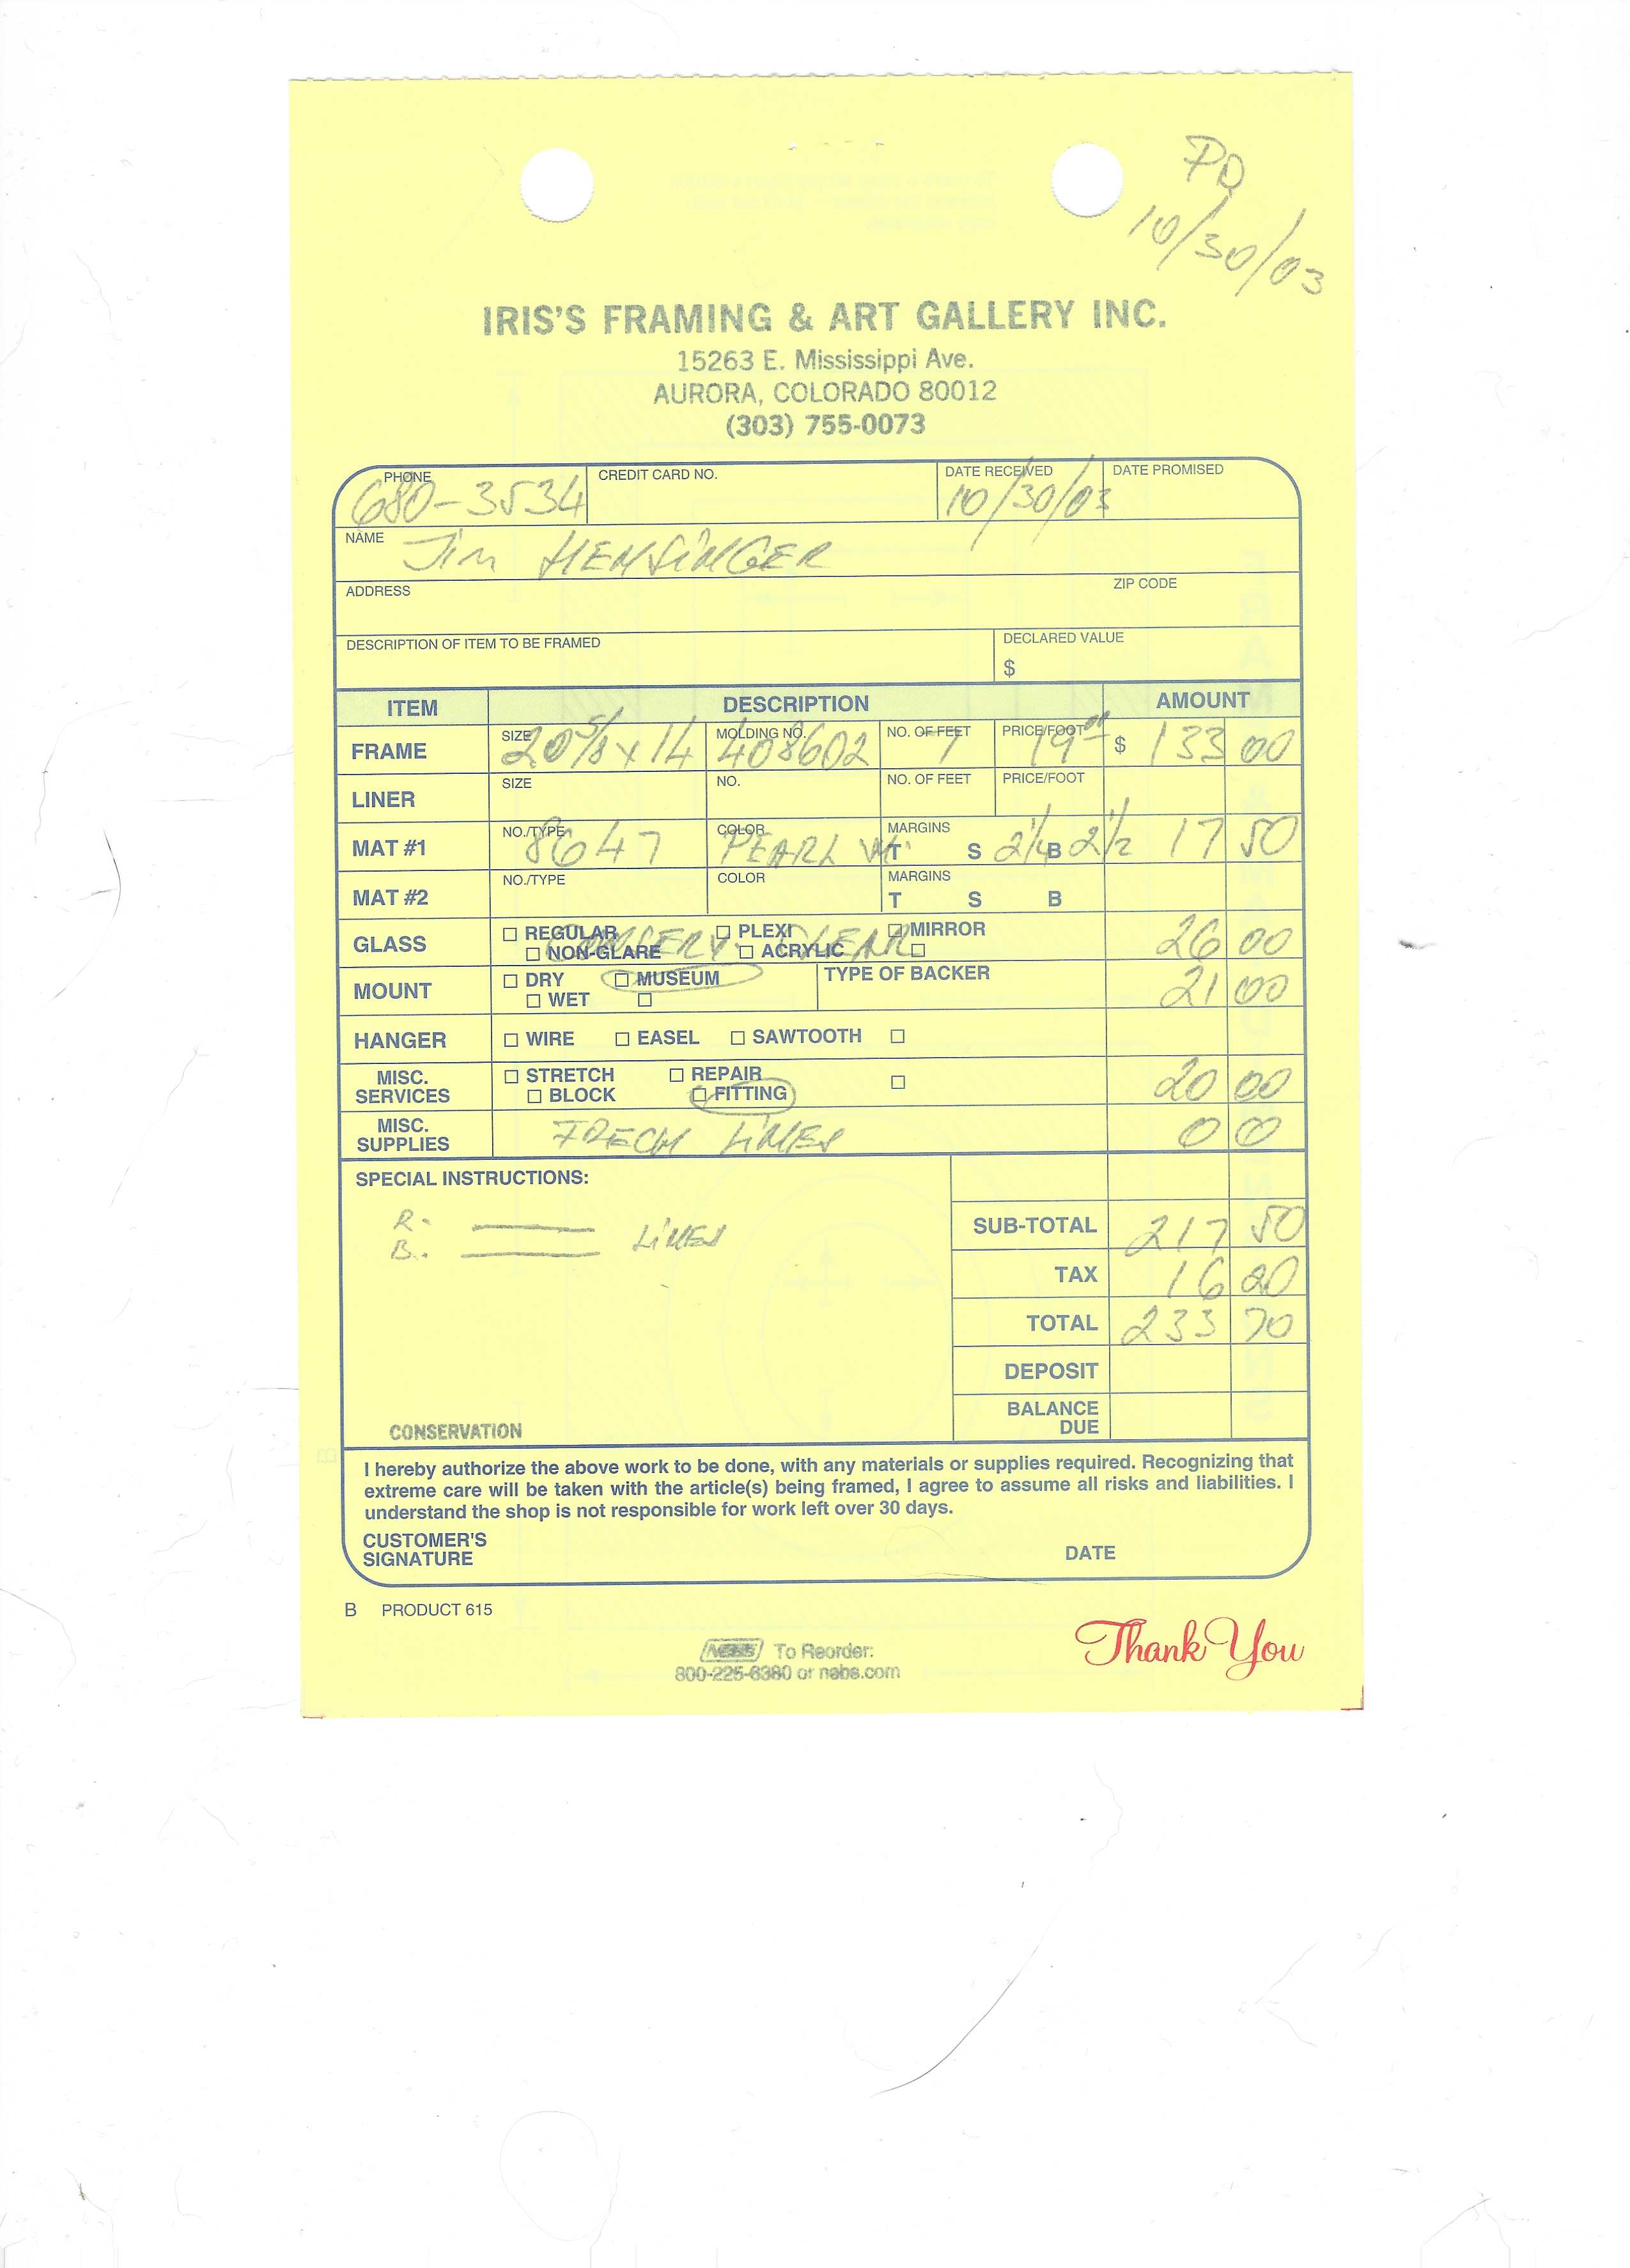 PD
10/30/03
IRIS'S FRAMING & ART GALLERY INC.
15263 E. Mississippi Ave.
AURORA, COLORADO 80012
(303) 755-0073
PHONE CREDIT CARD NO. DATE RECEIVED DATE PROMISED
680-3534 10/30/03
NAME Jim HENSINGER
ADDRESS ZIP CODE
DESCRIPTION OF ITEM TO BE FRAMED DECLARED VALUE
$
ITEM DESCRIPTION AMOUNT
SIZE MOLDING NO. NO. OF FEET PRICE/FOOT
FRAME 20 5/8 x 14 408602 7 19 00 $ 133 00
SIZE NO. NO. OF FEET PRICE/FOOT
LINER
NO./TYPE COLOR MARGINS
MAT #1 8647 PEARL W. T S 2 1/4 B 2 1/2 17 50
NO./TYPE COLOR MARGINS
MAT #2 T S B
GLASS REGULAR PLEXI MIRROR 26 00
NON-GLARE ACRYLIC
CONSERV. CLEAR
MOUNT DRY MUSEUM TYPE OF BACKER 21 00
WET
HANGER WIRE EASEL SAWTOOTH
MISC. SERVICES STRETCH REPAIR 20 00
BLOCK FITTING
MISC. SUPPLIES FRECH LINES 0 0
SPECIAL INSTRUCTIONS:
R.
B. LINES
SUB-TOTAL 217 50
TAX 16 20
TOTAL 233 70
DEPOSIT
BALANCE DUE
CONSERVATION
I hereby authorize the above work to be done, with any materials or supplies required. Recognizing that
extreme care will be taken with the article(s) being framed, I agree to assume all risks and liabilities. I
understand the shop is not responsible for work left over 30 days.
CUSTOMER'S
SIGNATURE DATE
B PRODUCT 615
Thank You
NEBS To Reorder:
800-225-6380 or nebs.com